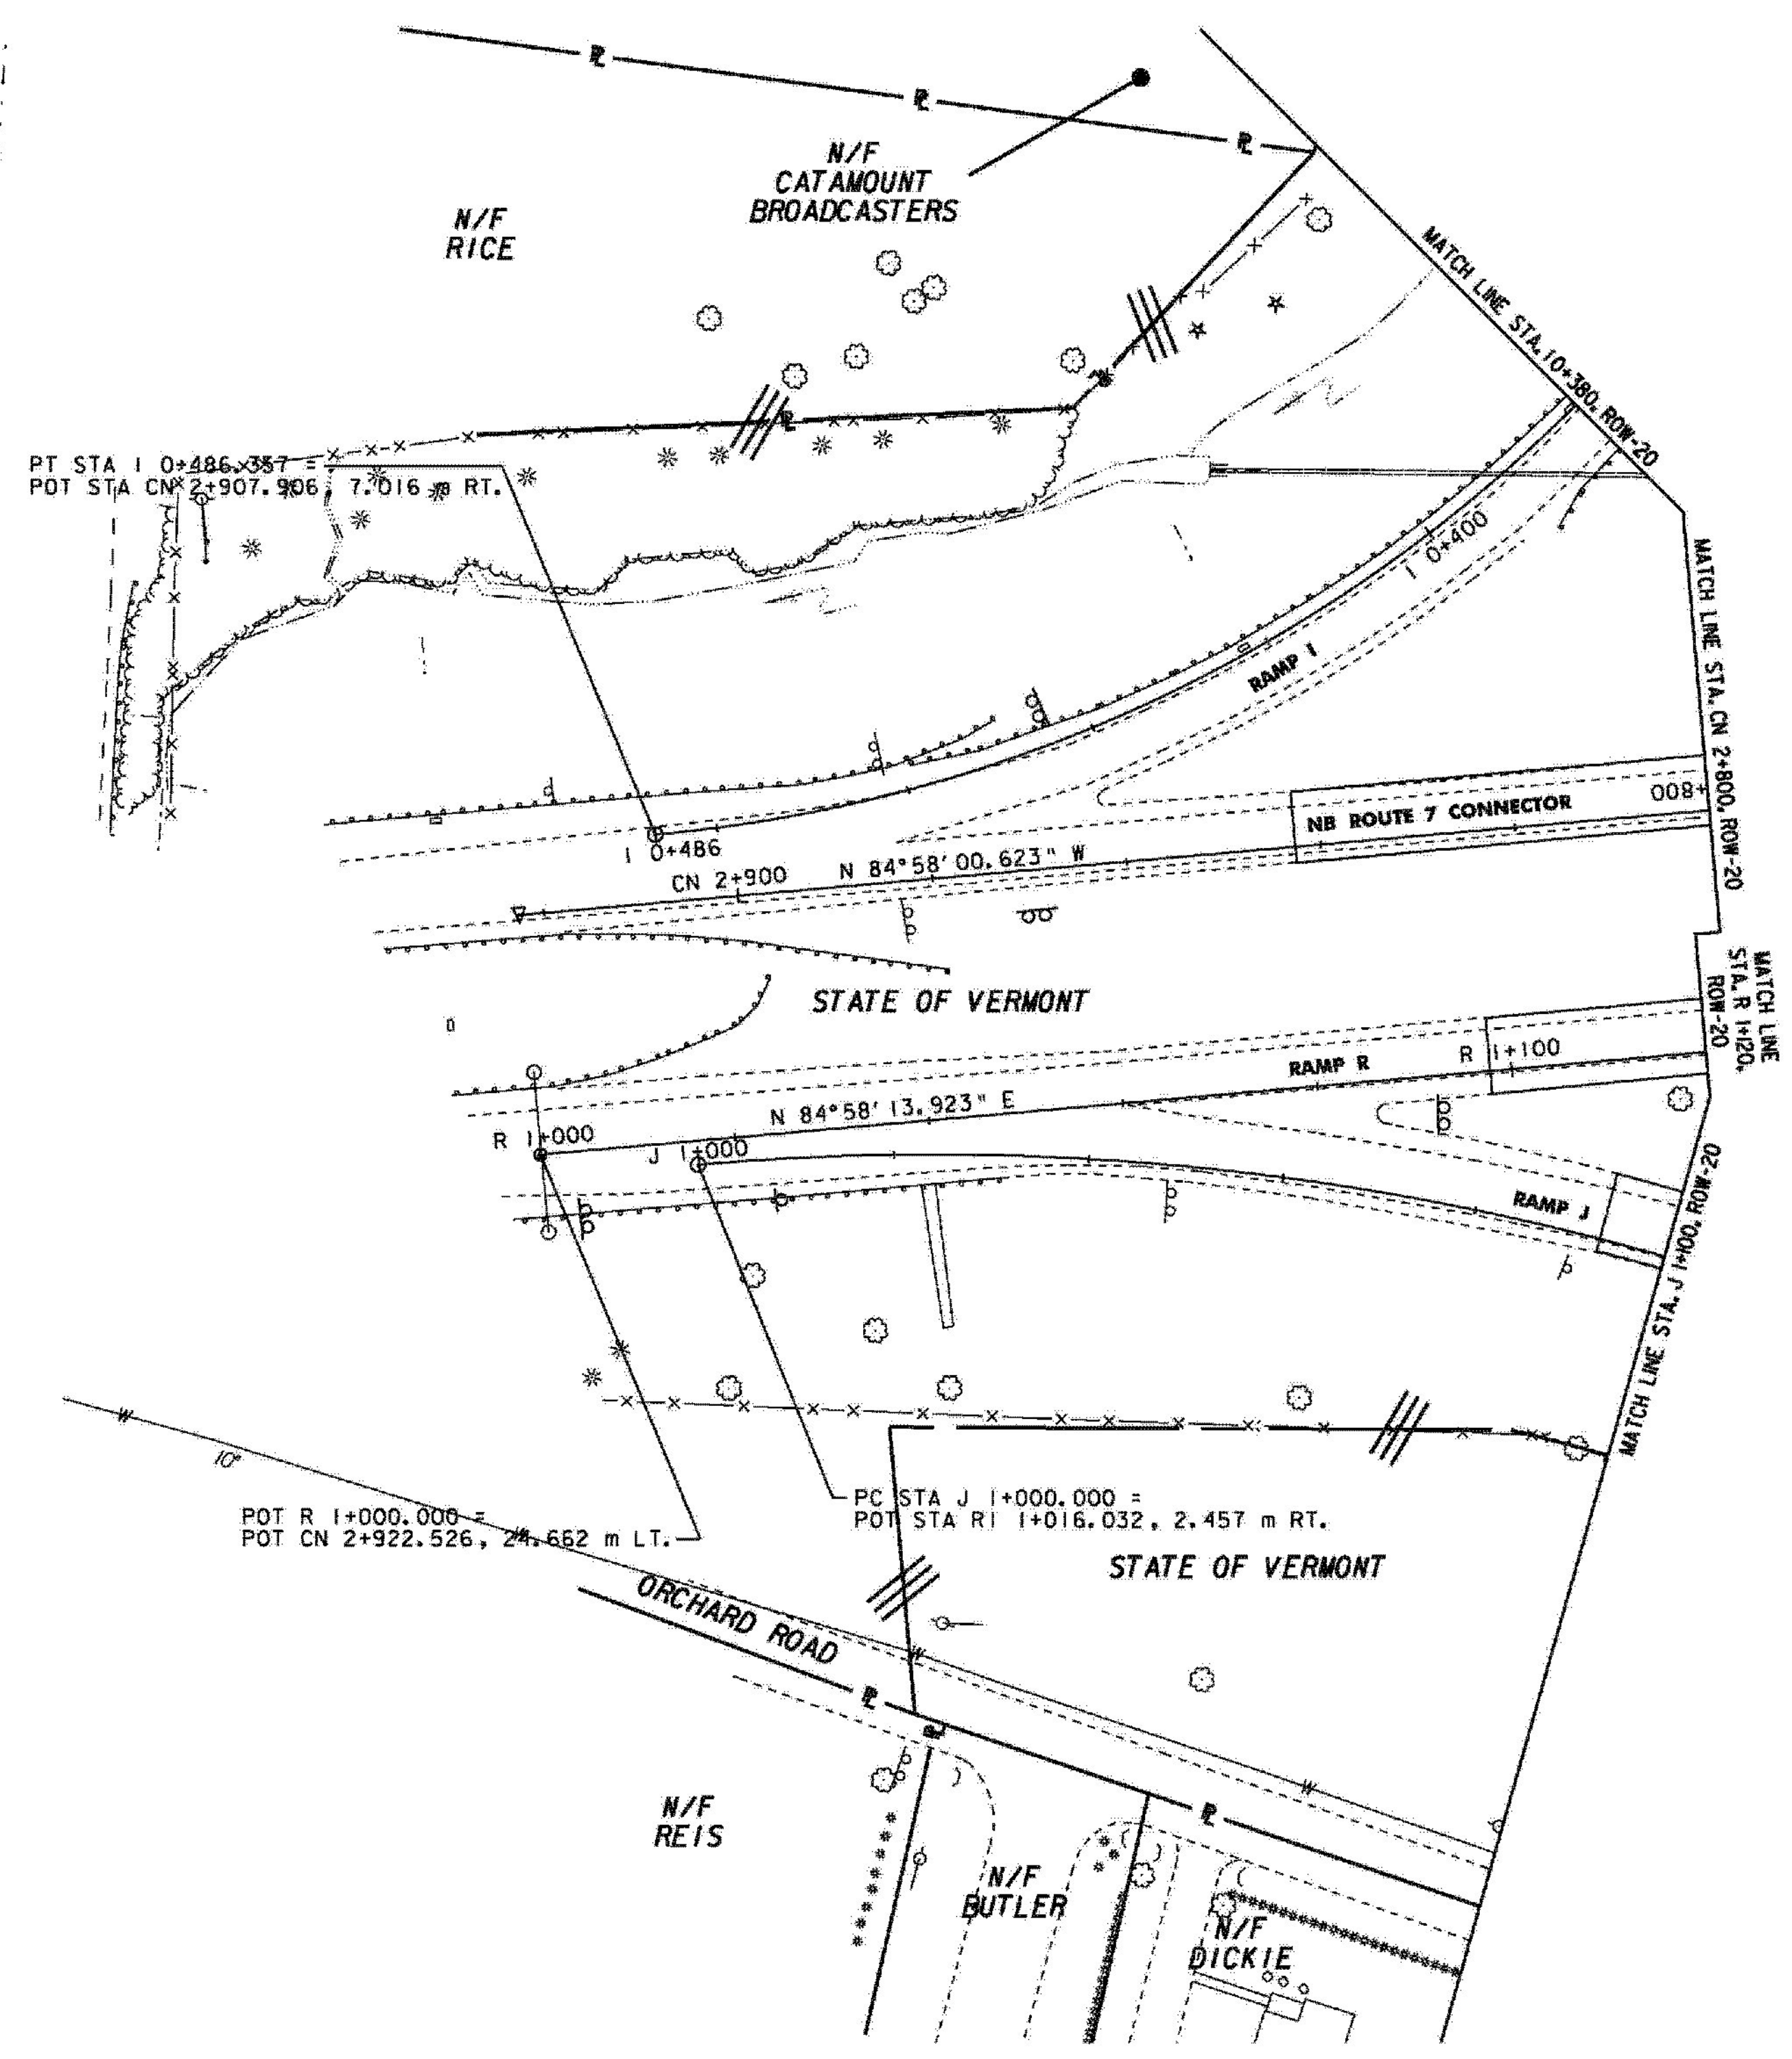 N/F
CATAMOUNT
BROADCASTERS
N/F
RICE
MATCH LINE STA. 10+380, ROW-20
PT STA I 0+486.357 =
POT STA CN 2+907.906, 7.016 m RT.
I 0+400
RAMP I
MATCH LINE STA. CN 2+800, ROW-20
NB ROUTE 7 CONNECTOR
+800
I 0+486
CN 2+900
N 84°58'00.623" W
STATE OF VERMONT
MATCH LINE
STA. R 1+120,
ROW-20
RAMP R
R 1+100
N 84°58'13.923" E
R 1+000
J 1+000
RAMP J
MATCH LINE STA. J 1+100, ROW-20
10"
W
PC STA J 1+000.000 =
POT STA R1 1+016.032, 2.457 m RT.
POT R 1+000.000 =
POT CN 2+922.526, 24.662 m LT.
W
STATE OF VERMONT
ORCHARD ROAD
W
W
N/F
REIS
N/F
BUTLER
N/F
DICKIE